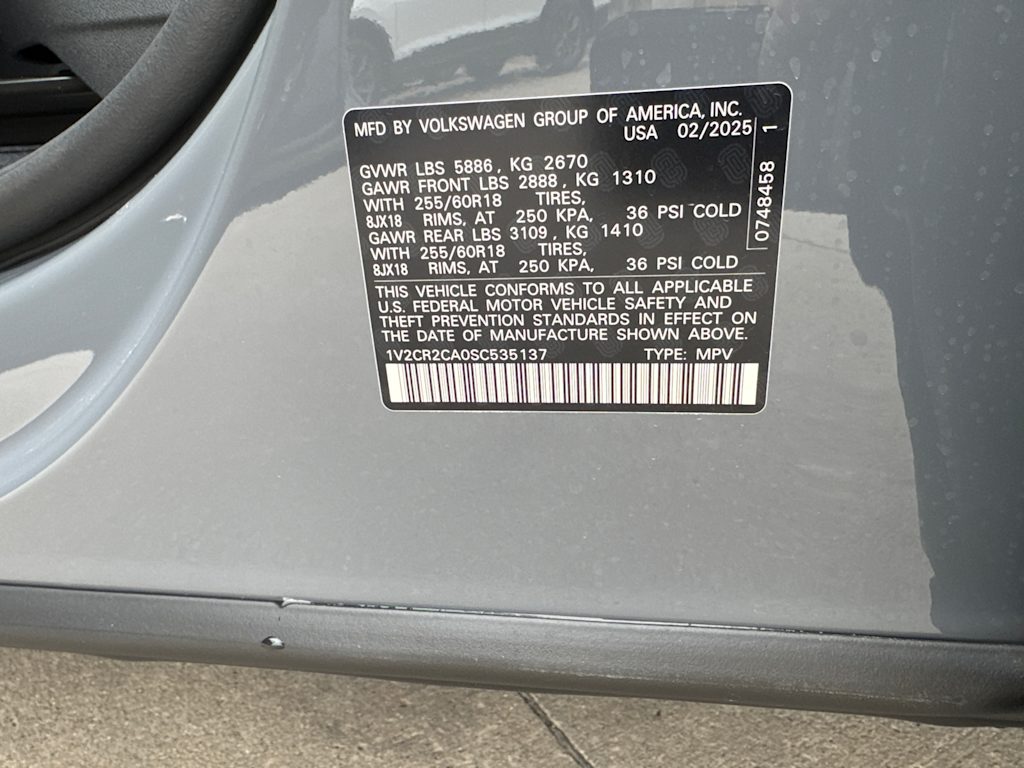 MFD BY VOLKSWAGEN GROUP OF AMERICA, INC.
USA 02/2025
GVWR LBS 5886, KG 2670
GAWR FRONT LBS 2888, KG 1310
WITH 255/60R18 TIRES,
8JX18 RIMS, AT 250 KPA, 36 PSI COLD
GAWR REAR LBS 3109, KG 1410
WITH 255/60R18 TIRES,
8JX18 RIMS, AT 250 KPA, 36 PSI COLD
0748458 1
THIS VEHICLE CONFORMS TO ALL APPLICABLE
U.S. FEDERAL MOTOR VEHICLE SAFETY AND
THEFT PREVENTION STANDARDS IN EFFECT ON
THE DATE OF MANUFACTURE SHOWN ABOVE.
1V2CR2CA0SC535137 TYPE: MPV